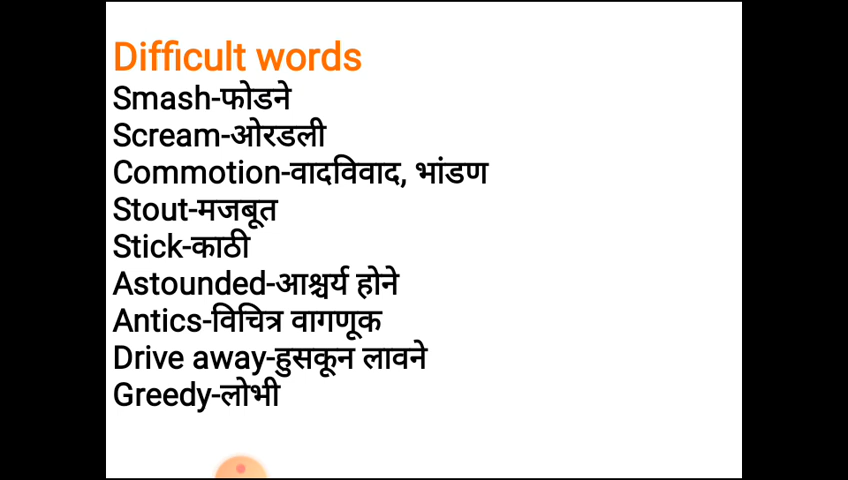 Difficult words
Smash-फोडने
Scream-ओरडली
Commotion-वादविवाद, भांडण
Stout-मजबूत
Stick-काठी
Astounded-आश्चर्य होने
Antics-विचित्र वागणूक
Drive away-हुसकून लावने
Greedy-लोभी